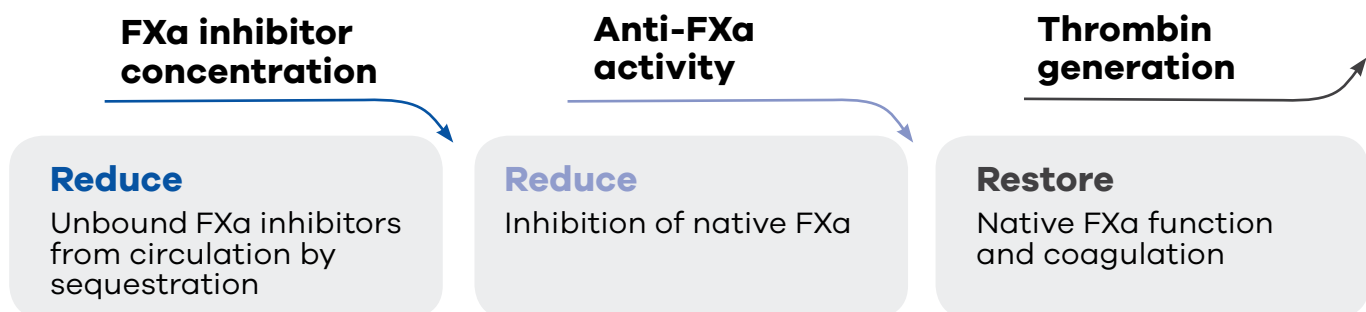 FXa inhibitor
concentration
Reduce
Unbound FXa inhibitors
from circulation by
sequestration
Anti-FXa
activity
Reduce
Inhibition of native FXa
Thrombin
generation
Restore
Native FXa function
and coagulation